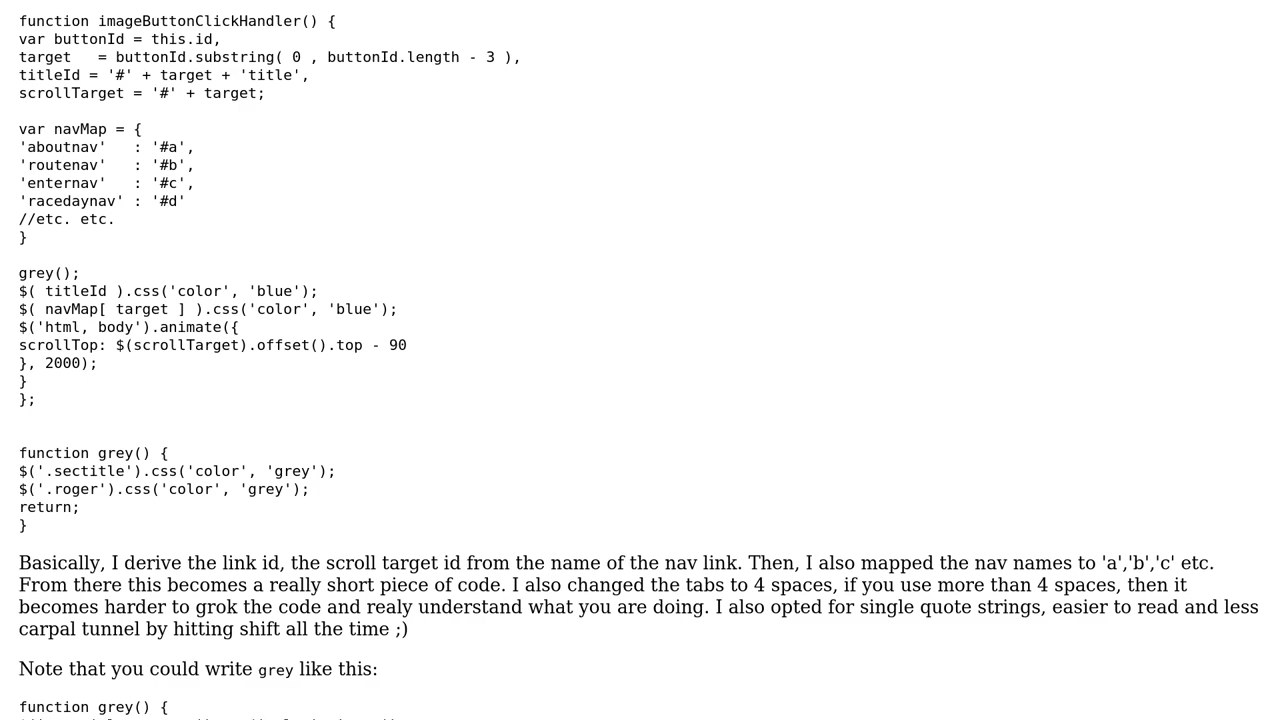 function imageButtonClickHandler() {
var buttonId = this.id,
target   = buttonId.substring( 0 , buttonId.length - 3 ),
titleId = '#' + target + 'title',
scrollTarget = '#' + target;

var navMap = {
'aboutnav'   : '#a',
'routenav'   : '#b',
'enternav'   : '#c',
'racedaynav' : '#d'
//etc. etc.
}

grey();
$( titleId ).css('color', 'blue');
$( navMap[ target ] ).css('color', 'blue');
$('html, body').animate({
scrollTop: $(scrollTarget).offset().top - 90
}, 2000);
}
};

function grey() {
$('.sectitle').css('color', 'grey');
$('.roger').css('color', 'grey');
return;
}

Basically, I derive the link id, the scroll target id from the name of the nav link. Then, I also mapped the nav names to 'a','b','c' etc.
From there this becomes a really short piece of code. I also changed the tabs to 4 spaces, if you use more than 4 spaces, then it
becomes harder to grok the code and realy understand what you are doing. I also opted for single quote strings, easier to read and less
carpal tunnel by hitting shift all the time ;)

Note that you could write grey like this:

function grey() {